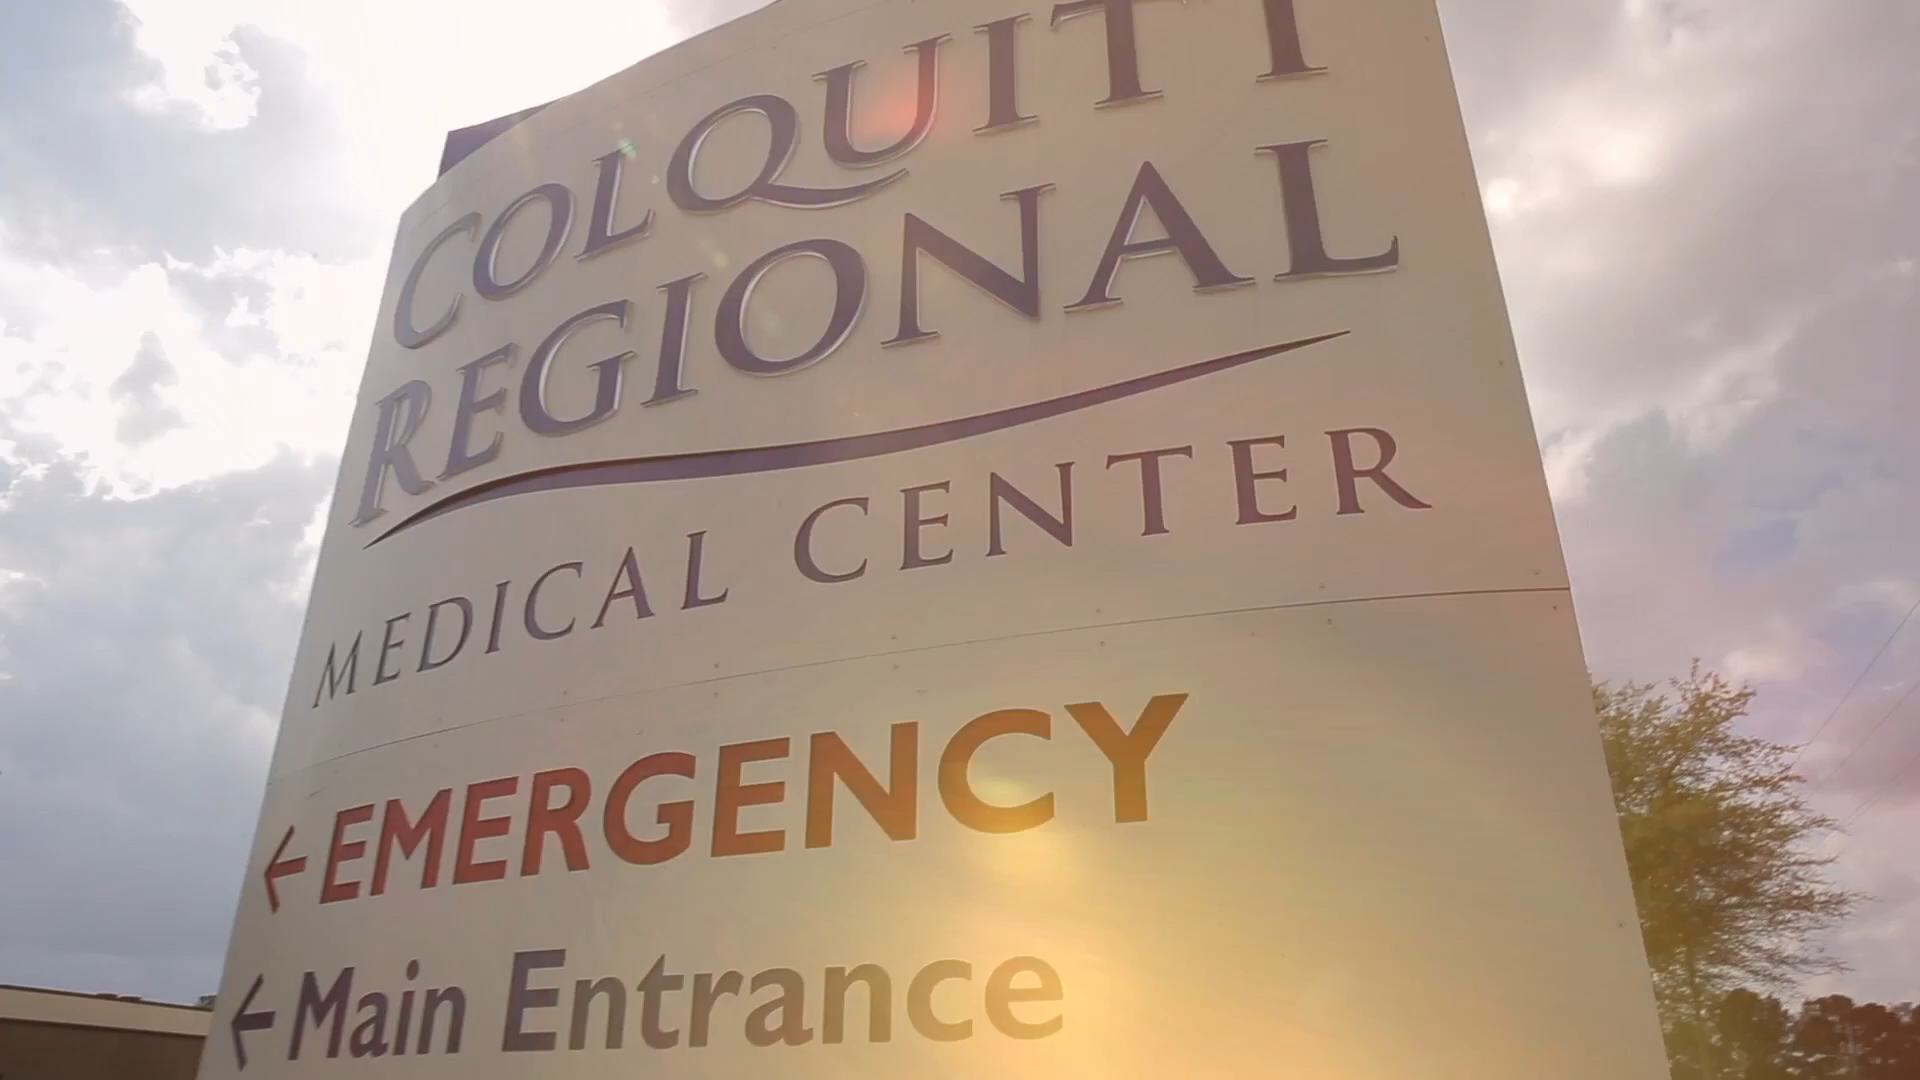 COLQUITT
REGIONAL
MEDICAL CENTER
← EMERGENCY
← Main Entrance